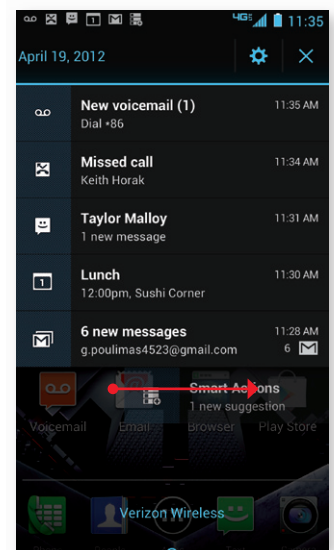 4G 11:35
April 19, 2012
New voicemail (1) 11:35 AM
Dial *86
Missed call 11:34 AM
Keith Horak
Taylor Malloy 11:31 AM
1 new message
1 Lunch 11:30 AM
12:00pm, Sushi Corner
6 new messages 11:28 AM
g.poulimas4523@gmail.com 6
Smart Actions
1 new suggestion
Voicemail Email Browser Play Store
Verizon Wireless